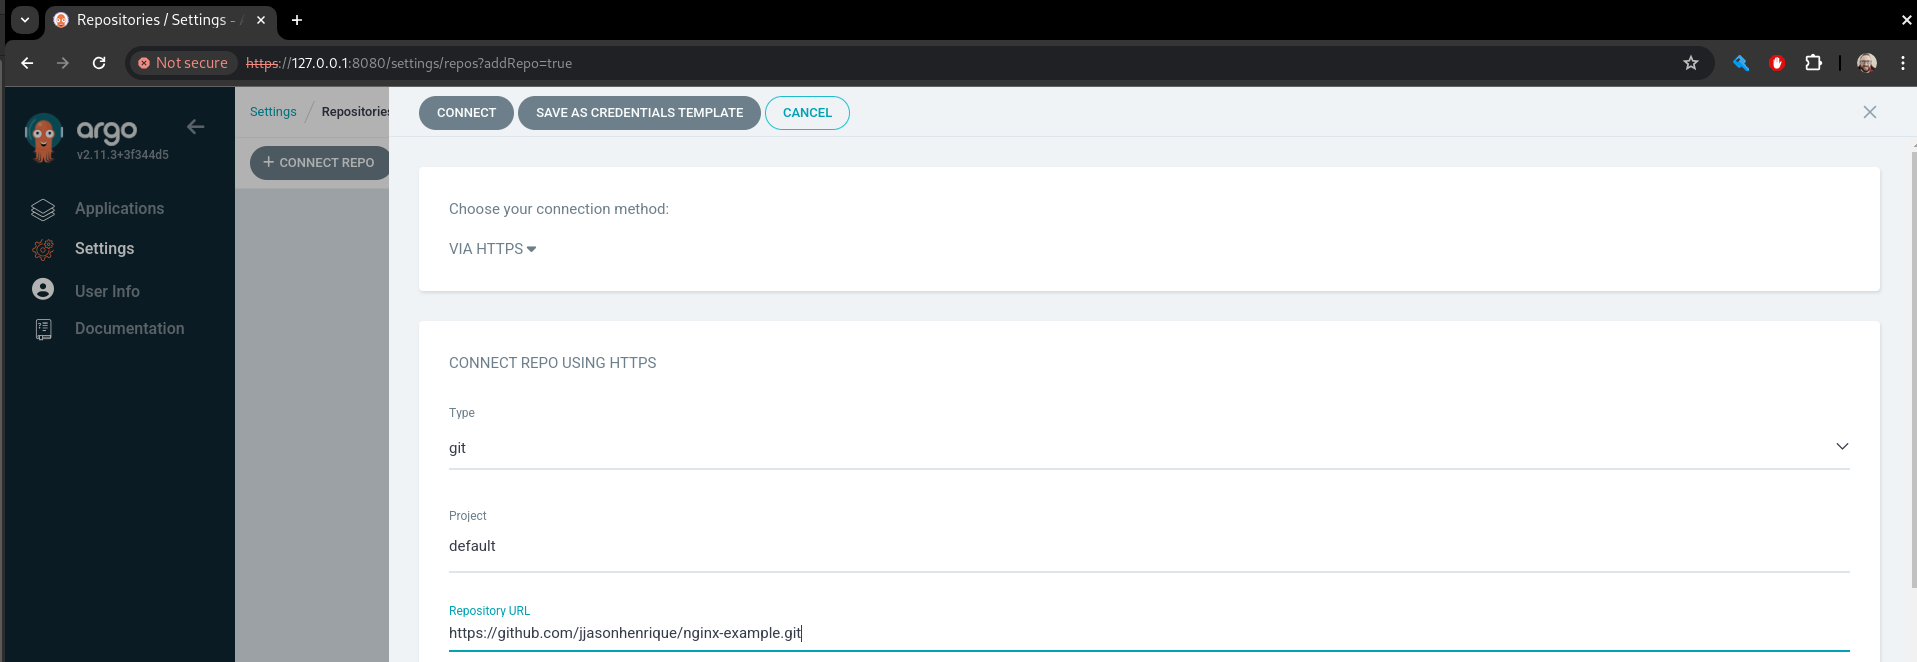 Repositories / Settings -
Not secure https://127.0.0.1:8080/settings/repos?addRepo=true
argo
v2.11.3+3f344d5
Applications
Settings
User Info
Documentation
Settings / Repositories
+ CONNECT REPO
CONNECT SAVE AS CREDENTIALS TEMPLATE CANCEL
Choose your connection method:
VIA HTTPS
CONNECT REPO USING HTTPS
Type
git
Project
default
Repository URL
https://github.com/jjasonhenrique/nginx-example.git